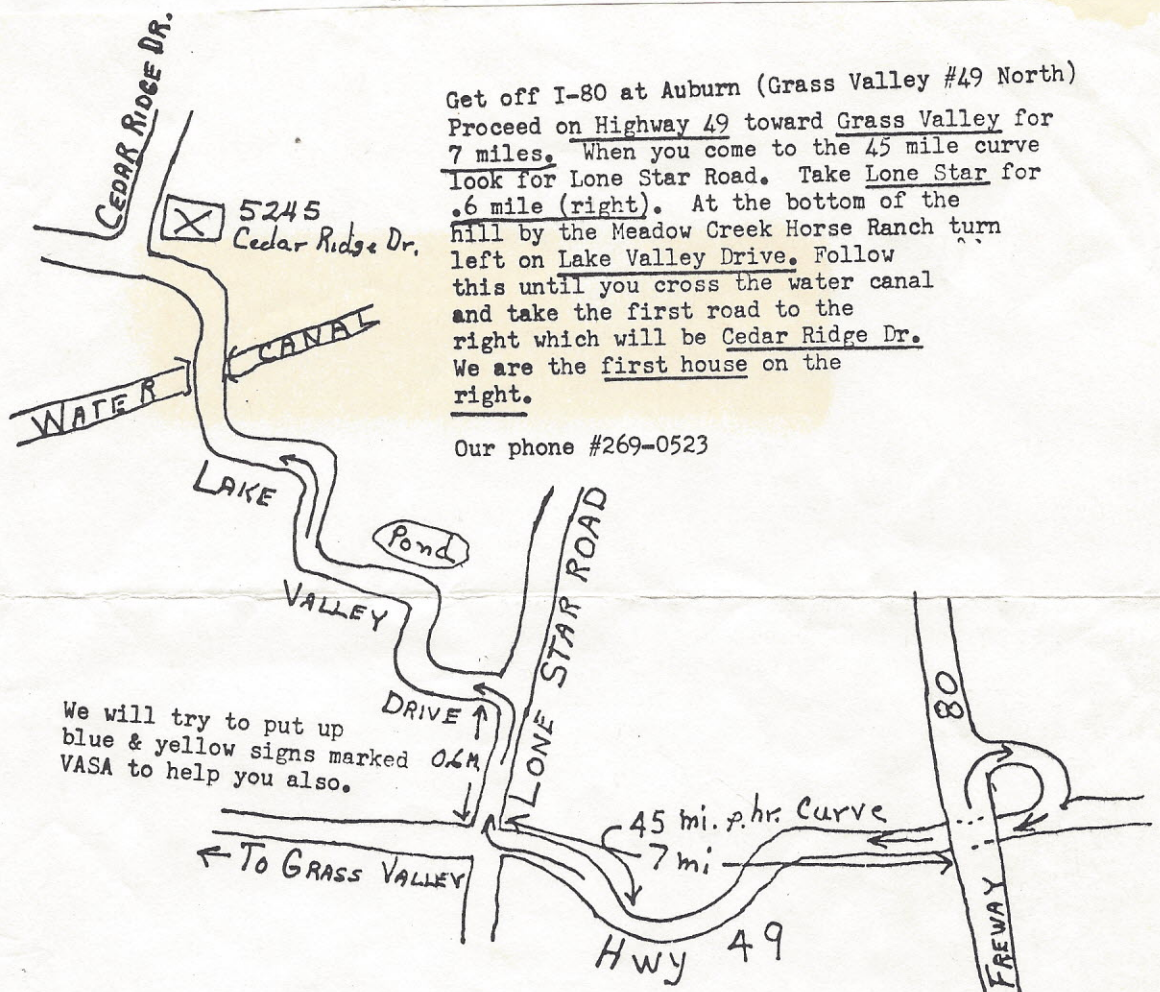 CEDAR RIDGE DR.
Get off I-80 at Auburn (Grass Valley #49 North)
Proceed on Highway 49 toward Grass Valley for
7 miles. When you come to the 45 mile curve
look for Lone Star Road. Take Lone Star for
.6 mile (right). At the bottom of the
hill by the Meadow Creek Horse Ranch turn
left on Lake Valley Drive. Follow
this until you cross the water canal
and take the first road to the
right which will be Cedar Ridge Dr.
We are the first house on the
right.
Our phone #269-0523
X
5245
Cedar Ridge Dr.
WATER CANAL
LAKE
VALLEY
DRIVE
Pond
LONE STAR ROAD
We will try to put up
blue & yellow signs marked
VASA to help you also.
0.6 M.
80
45 mi. p. hr. Curve
7 mi
← TO GRASS VALLEY
HWY 49
FREWAY